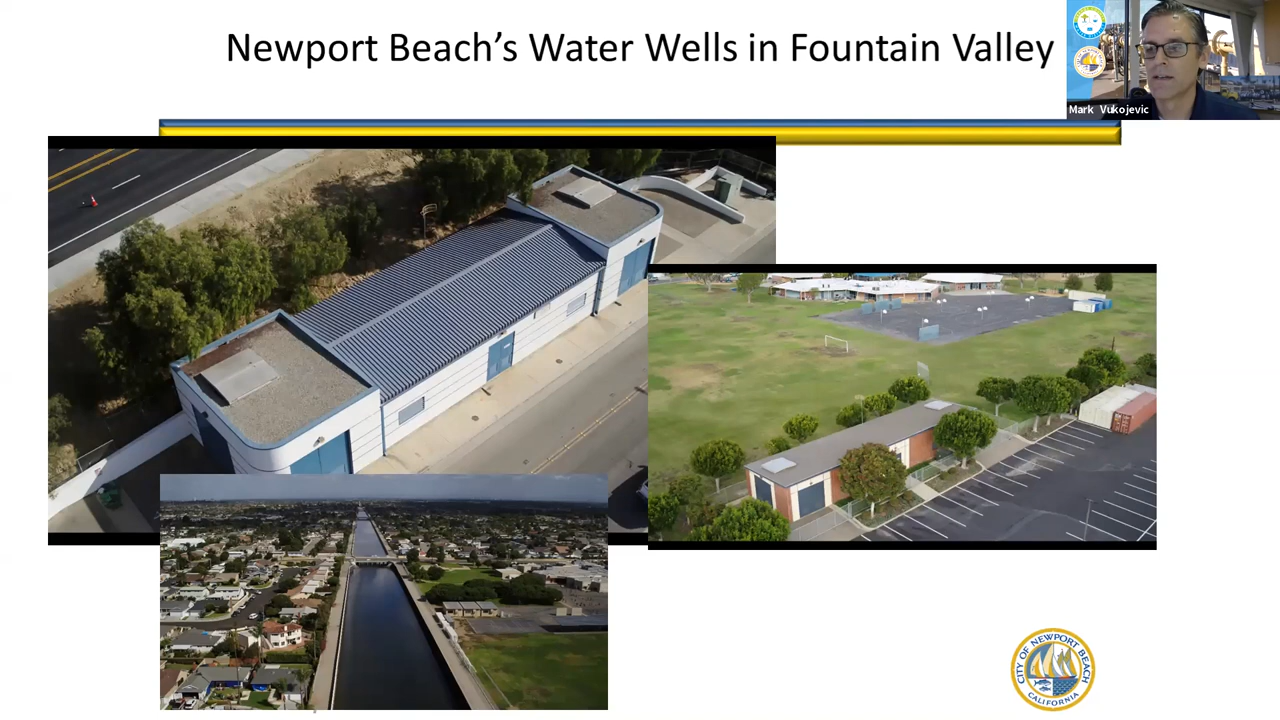 Newport Beach's Water Wells in Fountain Valley
Mark Vukojevic
CITY OF NEWPORT BEACH
CALIFORNIA